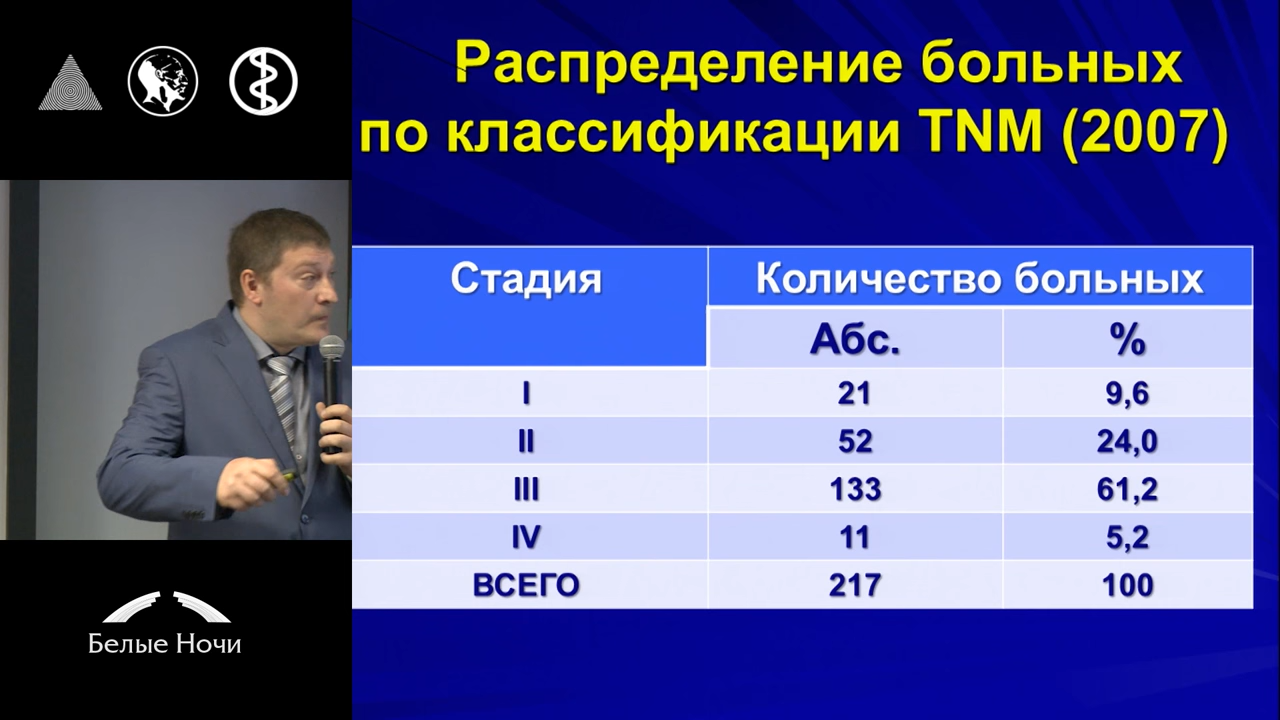 Распределение больных
по классификации TNM (2007)
Стадия Количество больных
Абс. %
I 21 9,6
II 52 24,0
III 133 61,2
IV 11 5,2
ВСЕГО 217 100
Белые Ночи